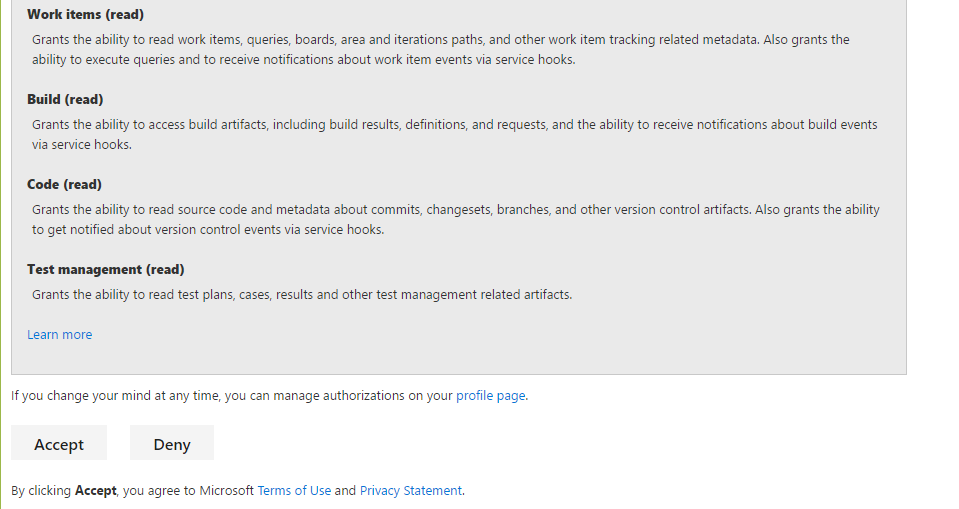 Work items (read)
Grants the ability to read work items, queries, boards, area and iterations paths, and other work item tracking related metadata. Also grants the
ability to execute queries and to receive notifications about work item events via service hooks.
Build (read)
Grants the ability to access build artifacts, including build results, definitions, and requests, and the ability to receive notifications about build events
via service hooks.
Code (read)
Grants the ability to read source code and metadata about commits, changesets, branches, and other version control artifacts. Also grants the ability
to get notified about version control events via service hooks.
Test management (read)
Grants the ability to read test plans, cases, results and other test management related artifacts.
Learn more
If you change your mind at any time, you can manage authorizations on your profile page.
Accept Deny
By clicking Accept, you agree to Microsoft Terms of Use and Privacy Statement.